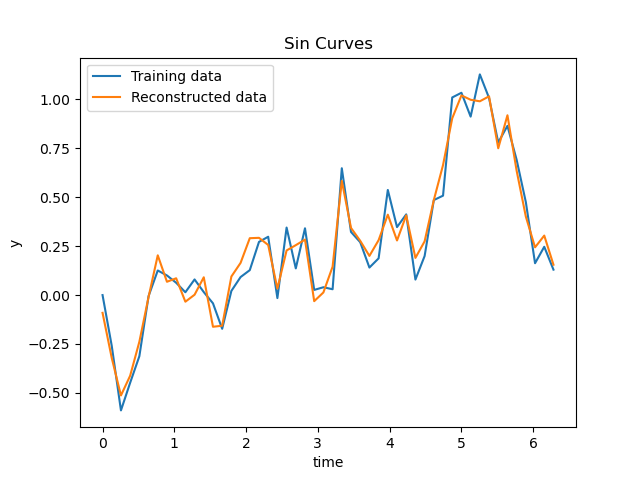 Sin Curves
Training data
Reconstructed data
1.00
0.75
0.50
0.25
0.00
−0.25
−0.50
y
0 1 2 3 4 5 6
time